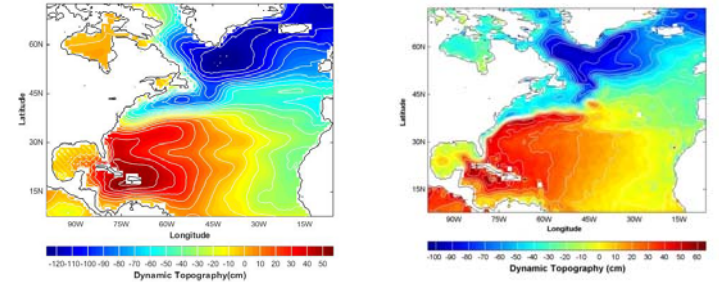 60N
45N
30N
15N
Latitude
90W 75W 60W 45W 30W 15W
Longitude
-120 -110 -100 -90 -80 -70 -60 -50 -40 -30 -20 -10 0 10 20 30 40 50
Dynamic Topography(cm)
60N
45N
30N
15N
Latitude
90W 75W 60W 45W 30W 15W
Longitude
-100 -90 -80 -70 -60 -50 -40 -30 -20 -10 0 10 20 30 40 50 60
Dynamic Topography (cm)